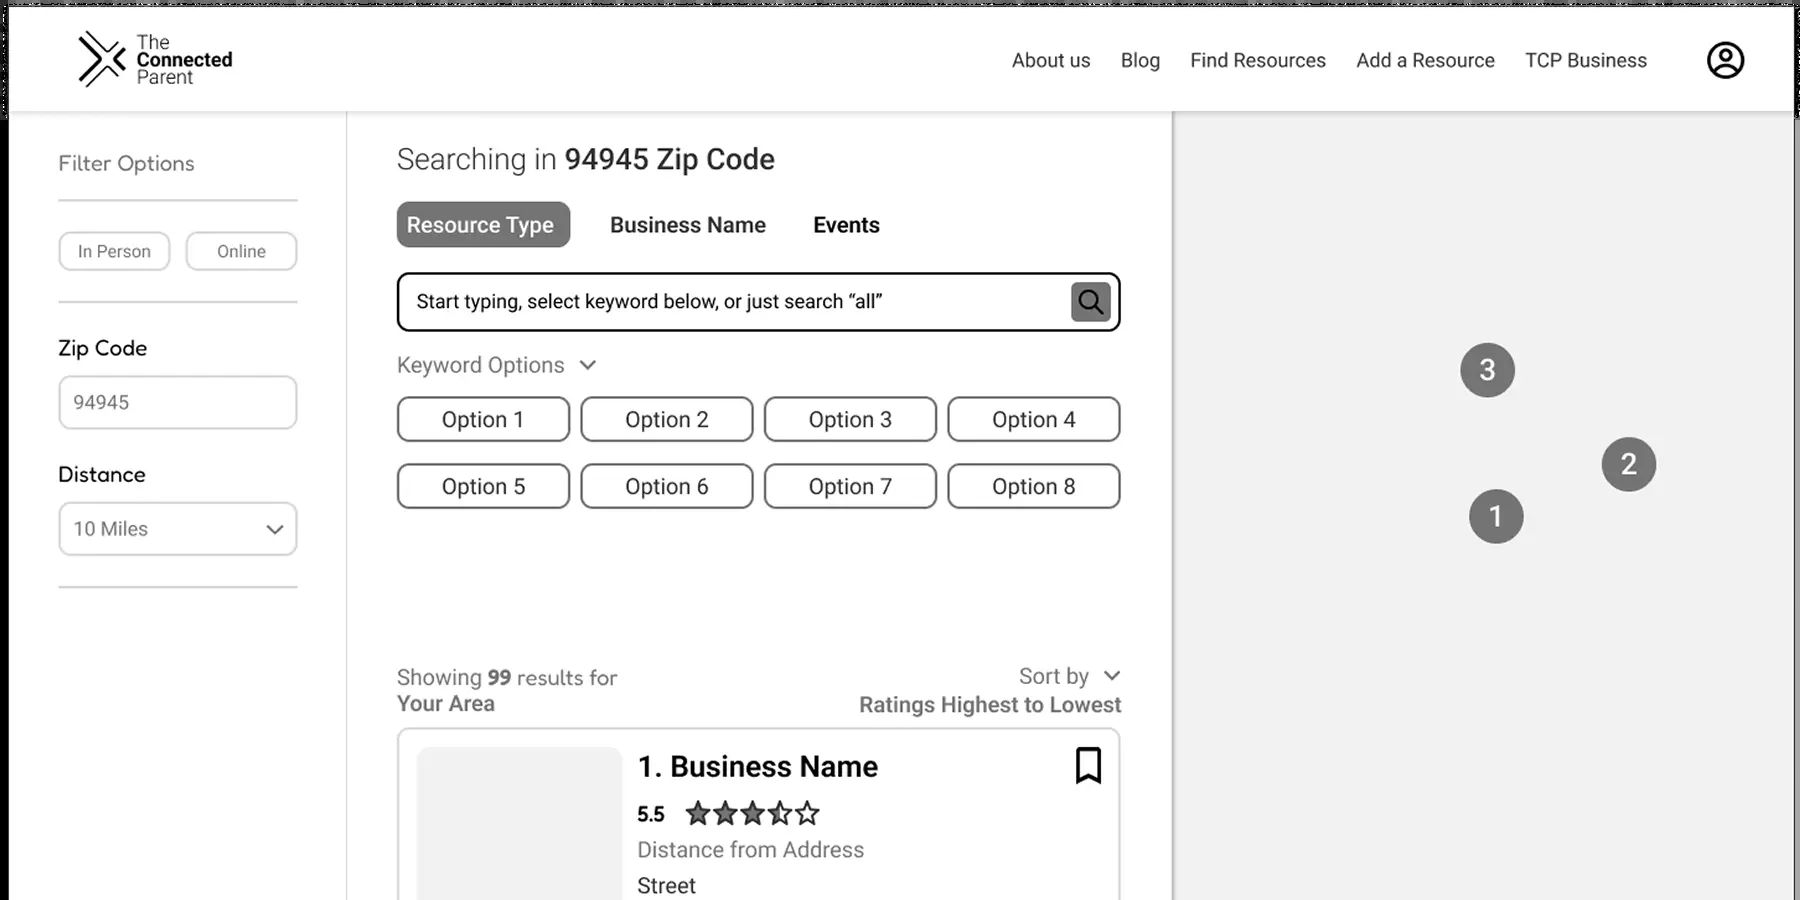 The
Connected
Parent
About us Blog Find Resources Add a Resource TCP Business
Filter Options
In Person Online
Zip Code
94945
Distance
10 Miles
Searching in 94945 Zip Code
Resource Type Business Name Events
Start typing, select keyword below, or just search “all”
Keyword Options
Option 1 Option 2 Option 3 Option 4
Option 5 Option 6 Option 7 Option 8
Showing 99 results for
Your Area
Sort by
Ratings Highest to Lowest
1. Business Name
5.5
Distance from Address
Street
3
2
1